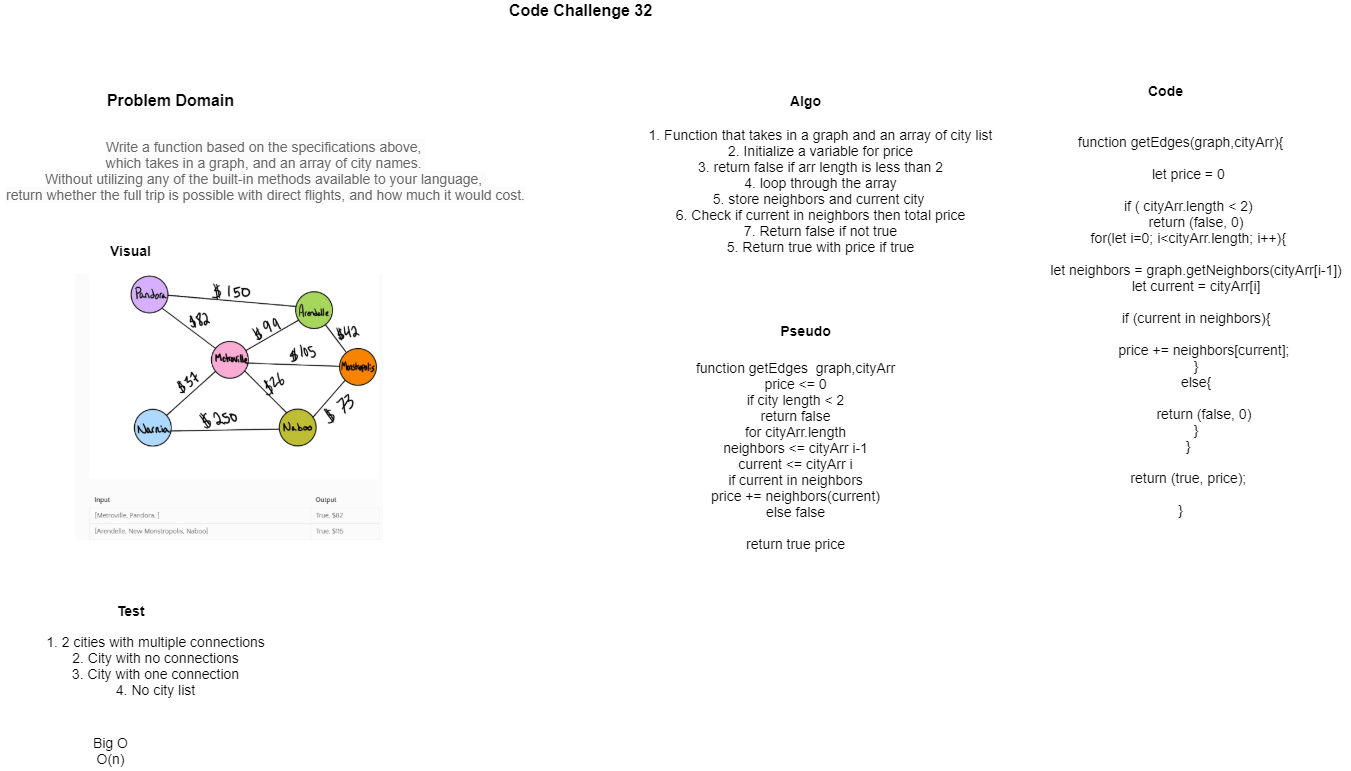 Code Challenge 32
Problem Domain
Write a function based on the specifications above,
which takes in a graph, and an array of city names.
Without utilizing any of the built-in methods available to your language,
return whether the full trip is possible with direct flights, and how much it would cost.
Visual
Pandora
$150
Arendelle
$82
$99
$42
Metroville
$105
Monstropolis
$37
$26
$73
Narnia
$250
Naboo
Input
Output
[Metroville, Pandora, ]
True, $82
[Arendelle, New Monstropolis, Naboo]
True, $115
Test
1. 2 cities with multiple connections
2. City with no connections
3. City with one connection
4. No city list
Big O
O(n)
Algo
1. Function that takes in a graph and an array of city list
2. Initialize a variable for price
3. return false if arr length is less than 2
4. loop through the array
5. store neighbors and current city
6. Check if current in neighbors then total price
7. Return false if not true
5. Return true with price if true
Pseudo
function getEdges  graph,cityArr
price <= 0
if city length < 2
return false
for cityArr.length
neighbors <= cityArr i-1
current <= cityArr i
if current in neighbors
price += neighbors(current)
else false
return true price
Code
function getEdges(graph,cityArr){
let price = 0
if ( cityArr.length < 2)
return (false, 0)
for(let i=0; i<cityArr.length; i++){
let neighbors = graph.getNeighbors(cityArr[i-1])
let current = cityArr[i]
if (current in neighbors){
price += neighbors[current];
}
else{
return (false, 0)
}
}
return (true, price);
}